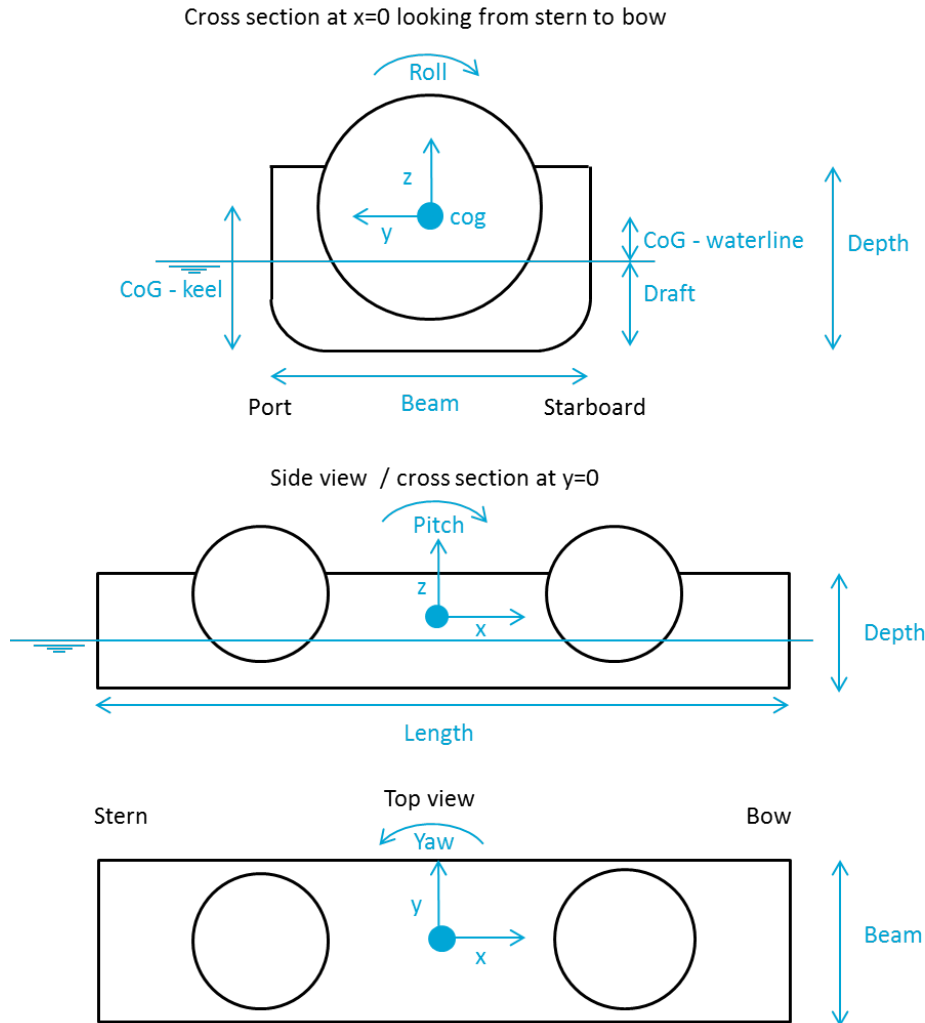 Cross section at x=0 looking from stern to bow
Roll
z
cog
y
CoG - waterline
Depth
CoG - keel
Draft
Beam
Port
Starboard
Side view / cross section at y=0
Pitch
z
x
Depth
Length
Top view
Stern
Bow
Yaw
y
x
Beam